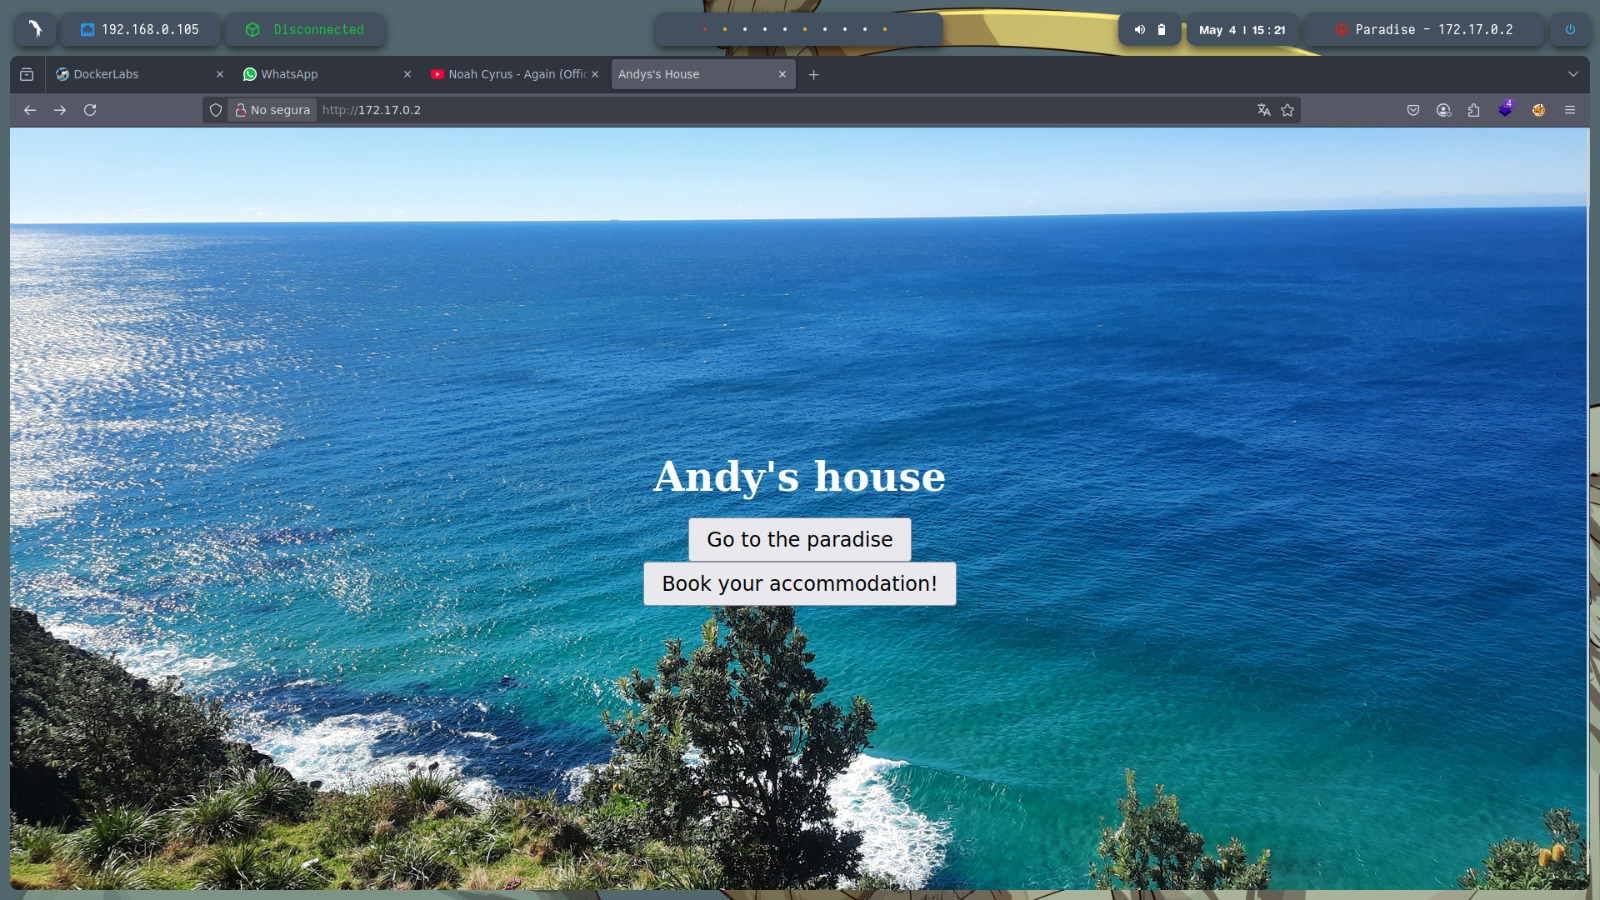 192.168.0.105
Disconnected
May 4 | 15:21
Paradise - 172.17.0.2
DockerLabs
WhatsApp
Noah Cyrus - Again (Offic
Andys's House
No segura
http://172.17.0.2
4
Andy's house
Go to the paradise
Book your accommodation!